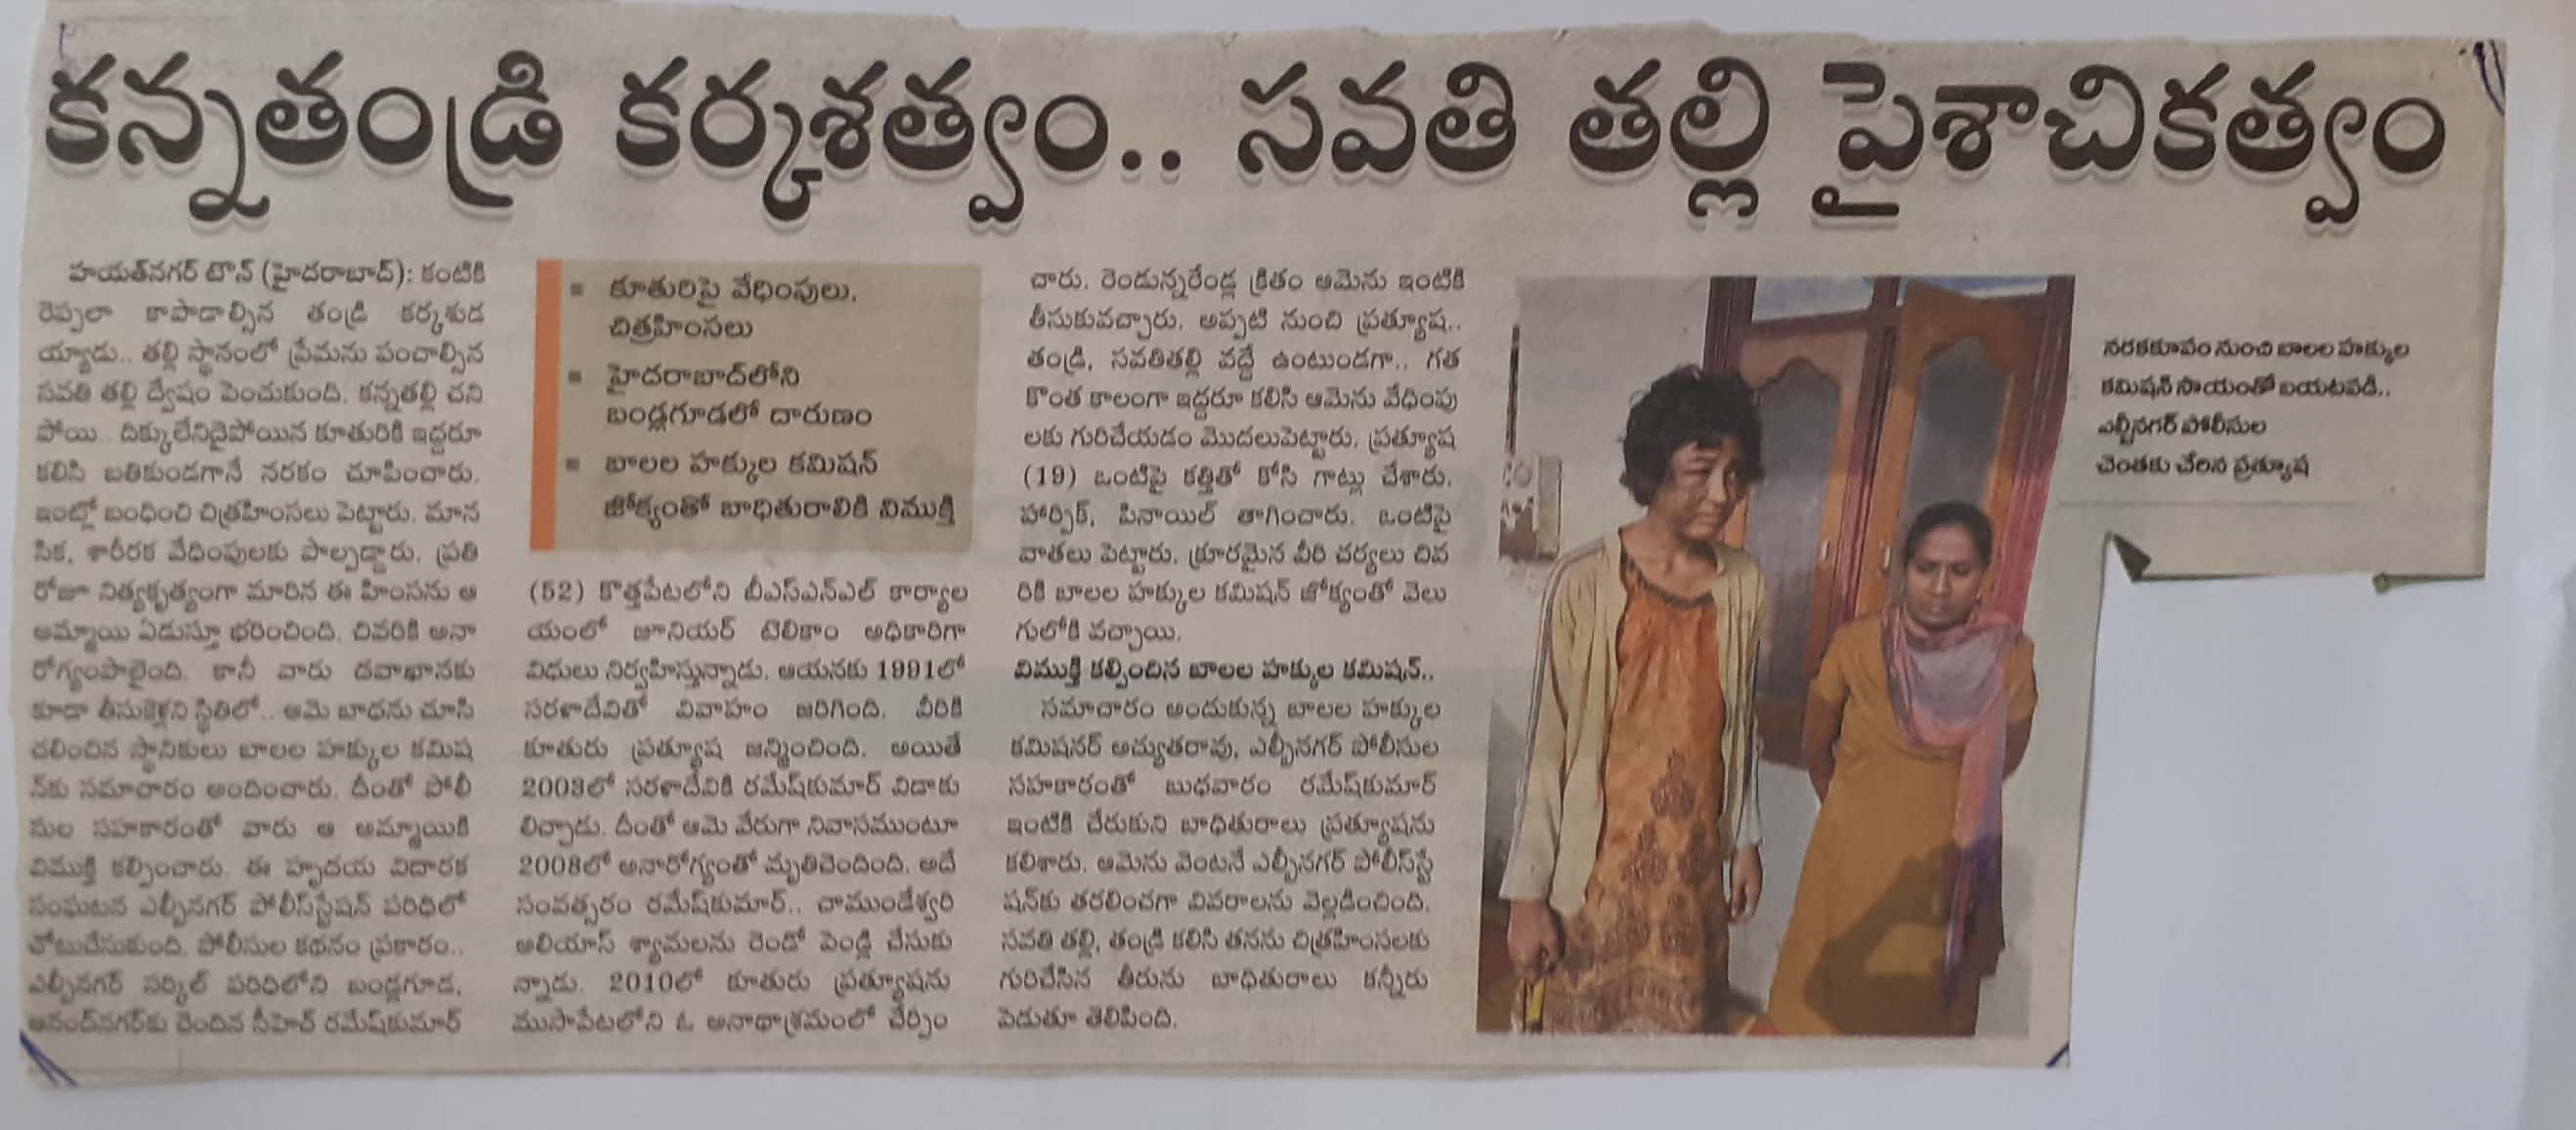 కన్నతండ్రి కర్కశత్వం.. సవతి తల్లి పైశాచికత్వం
హయత్‌నగర్ టౌన్ (హైదరాబాద్): కంటికి
రెప్పలా కాపాడాల్సిన తండ్రి కర్కశుడ
య్యాడు.. తల్లి స్థానంలో ప్రేమను పంచాల్సిన
సవతి తల్లి ద్వేషం పెంచుకుంది. కన్నతల్లి చని
పోయి.. దిక్కులేనిదైపోయిన కూతురికి ఇద్దరూ
కలిసి బతికుండగానే నరకం చూపించారు.
ఇంట్లో బంధించి చిత్రహింసలు పెట్టారు. మాన
సిక, శారీరక వేధింపులకు పాల్పడ్డారు. ప్రతి
రోజూ నిత్యకృత్యంగా మారిన ఈ హింసను ఆ
అమ్మాయి ఏడుస్తూ భరించింది. చివరికి అనా
రోగ్యంపాలైంది. కానీ వారు దవాఖానకు
కూడా తీసుకెళ్లని స్థితిలో.. ఆమె బాధను చూసి
చలించిన స్థానికులు బాలల హక్కుల కమిష
న్‌కు సమాచారం అందించారు. దీంతో పోలీ
సుల సహకారంతో వారు ఆ అమ్మాయికి
విముక్తి కల్పించారు. ఈ హృదయ విదారక
సంఘటన ఎల్బీనగర్ పోలీస్‌స్టేషన్ పరిధిలో
చోటుచేసుకుంది. పోలీసుల కథనం ప్రకారం..
ఎల్బీనగర్ సర్కిల్ పరిధిలోని బండ్లగూడ,
ఆనంద్‌నగర్‌కు చెందిన సీహెచ్ రమేష్‌కుమార్
■ కూతురిపై వేధింపులు,
చిత్రహింసలు
■ హైదరాబాద్‌లోని
బండ్లగూడలో దారుణం
■ బాలల హక్కుల కమిషన్
జోక్యంతో బాధితురాలికి విముక్తి
(52) కొత్తపేటలోని బీఎస్ఎన్ఎల్ కార్యాల
యంలో జూనియర్ టెలికాం అధికారిగా
విధులు నిర్వహిస్తున్నాడు. ఆయనకు 1991లో
సరళాదేవితో వివాహం జరిగింది. వీరికి
కూతురు ప్రత్యూష జన్మించింది. అయితే
2003లో సరళాదేవికి రమేష్‌కుమార్ విడాకు
లిచ్చాడు. దీంతో ఆమె వేరుగా నివాసముంటూ
2008లో అనారోగ్యంతో మృతిచెందింది. అదే
సంవత్సరం రమేష్‌కుమార్.. చాముండేశ్వరి
అలియాస్ శ్యామలను రెండో పెండ్లి చేసుకు
న్నాడు. 2010లో కూతురు ప్రత్యూషను
ముసాపేటలోని ఓ అనాథాశ్రమంలో చేర్పిం
చారు. రెండున్నరేండ్ల క్రితం ఆమెను ఇంటికి
తీసుకువచ్చారు. అప్పటి నుంచి ప్రత్యూష..
తండ్రి, సవతితల్లి వద్దే ఉంటుండగా.. గత
కొంత కాలంగా ఇద్దరూ కలిసి ఆమెను వేధింపు
లకు గురిచేయడం మొదలుపెట్టారు. ప్రత్యూష
(19) ఒంటిపై కత్తితో కోసి గాట్లు చేశారు.
హార్పిక్, పినాయిల్ తాగించారు. ఒంటిపై
వాతలు పెట్టారు. క్రూరమైన వీరి చర్యలు చివ
రికి బాలల హక్కుల కమిషన్ జోక్యంతో వెలు
గులోకి వచ్చాయి.
విముక్తి కల్పించిన బాలల హక్కుల కమిషన్..
సమాచారం అందుకున్న బాలల హక్కుల
కమిషనర్ అచ్యుతరావు, ఎల్బీనగర్ పోలీసుల
సహకారంతో బుధవారం రమేష్‌కుమార్
ఇంటికి చేరుకుని బాధితురాలు ప్రత్యూషను
కలిశారు. ఆమెను వెంటనే ఎల్బీనగర్ పోలీస్‌స్టే
షన్‌కు తరలించగా వివరాలను వెల్లడించింది.
సవతి తల్లి, తండ్రి కలిసి తనను చిత్రహింసలకు
గురిచేసిన తీరును బాధితురాలు కన్నీరు
పెడుతూ తెలిపింది.
నరకకూపం నుంచి బాలల హక్కుల
కమిషన్ సాయంతో బయటపడి..
ఎల్బీనగర్ పోలీసుల
చెంతకు చేరిన ప్రత్యూష